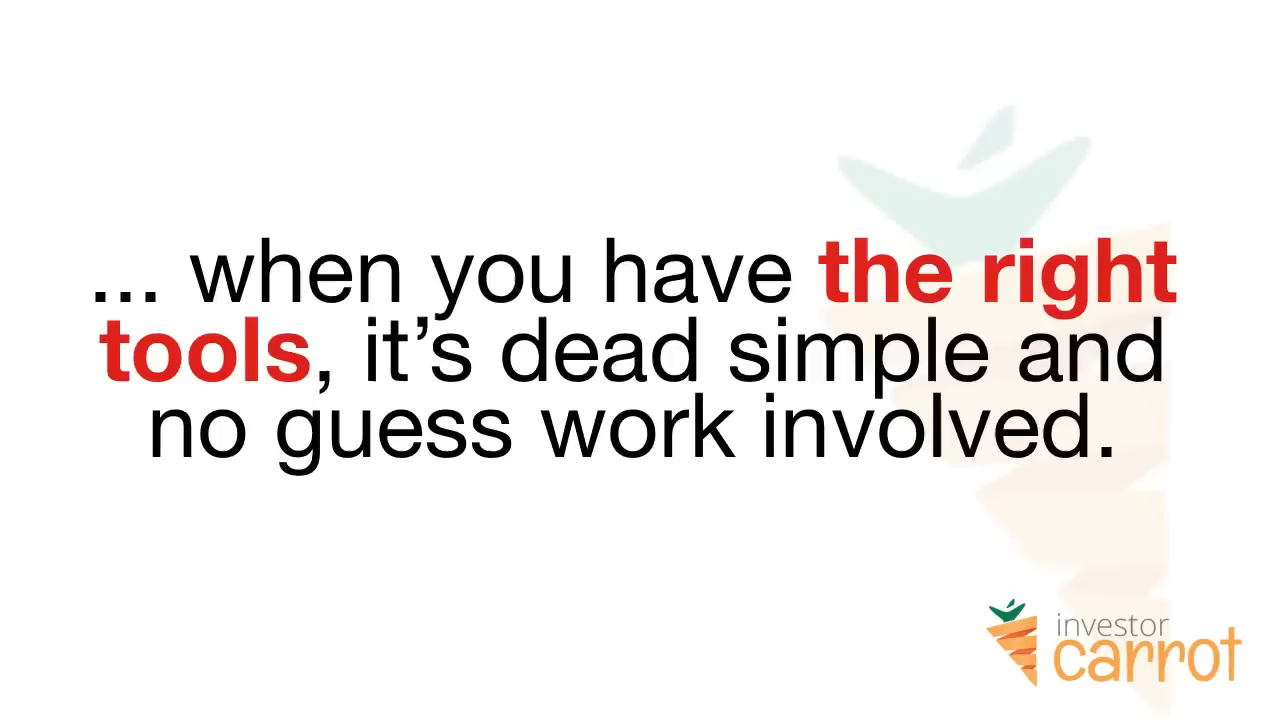 ... when you have the right
tools, it’s dead simple and
no guess work involved.
investor
carrot